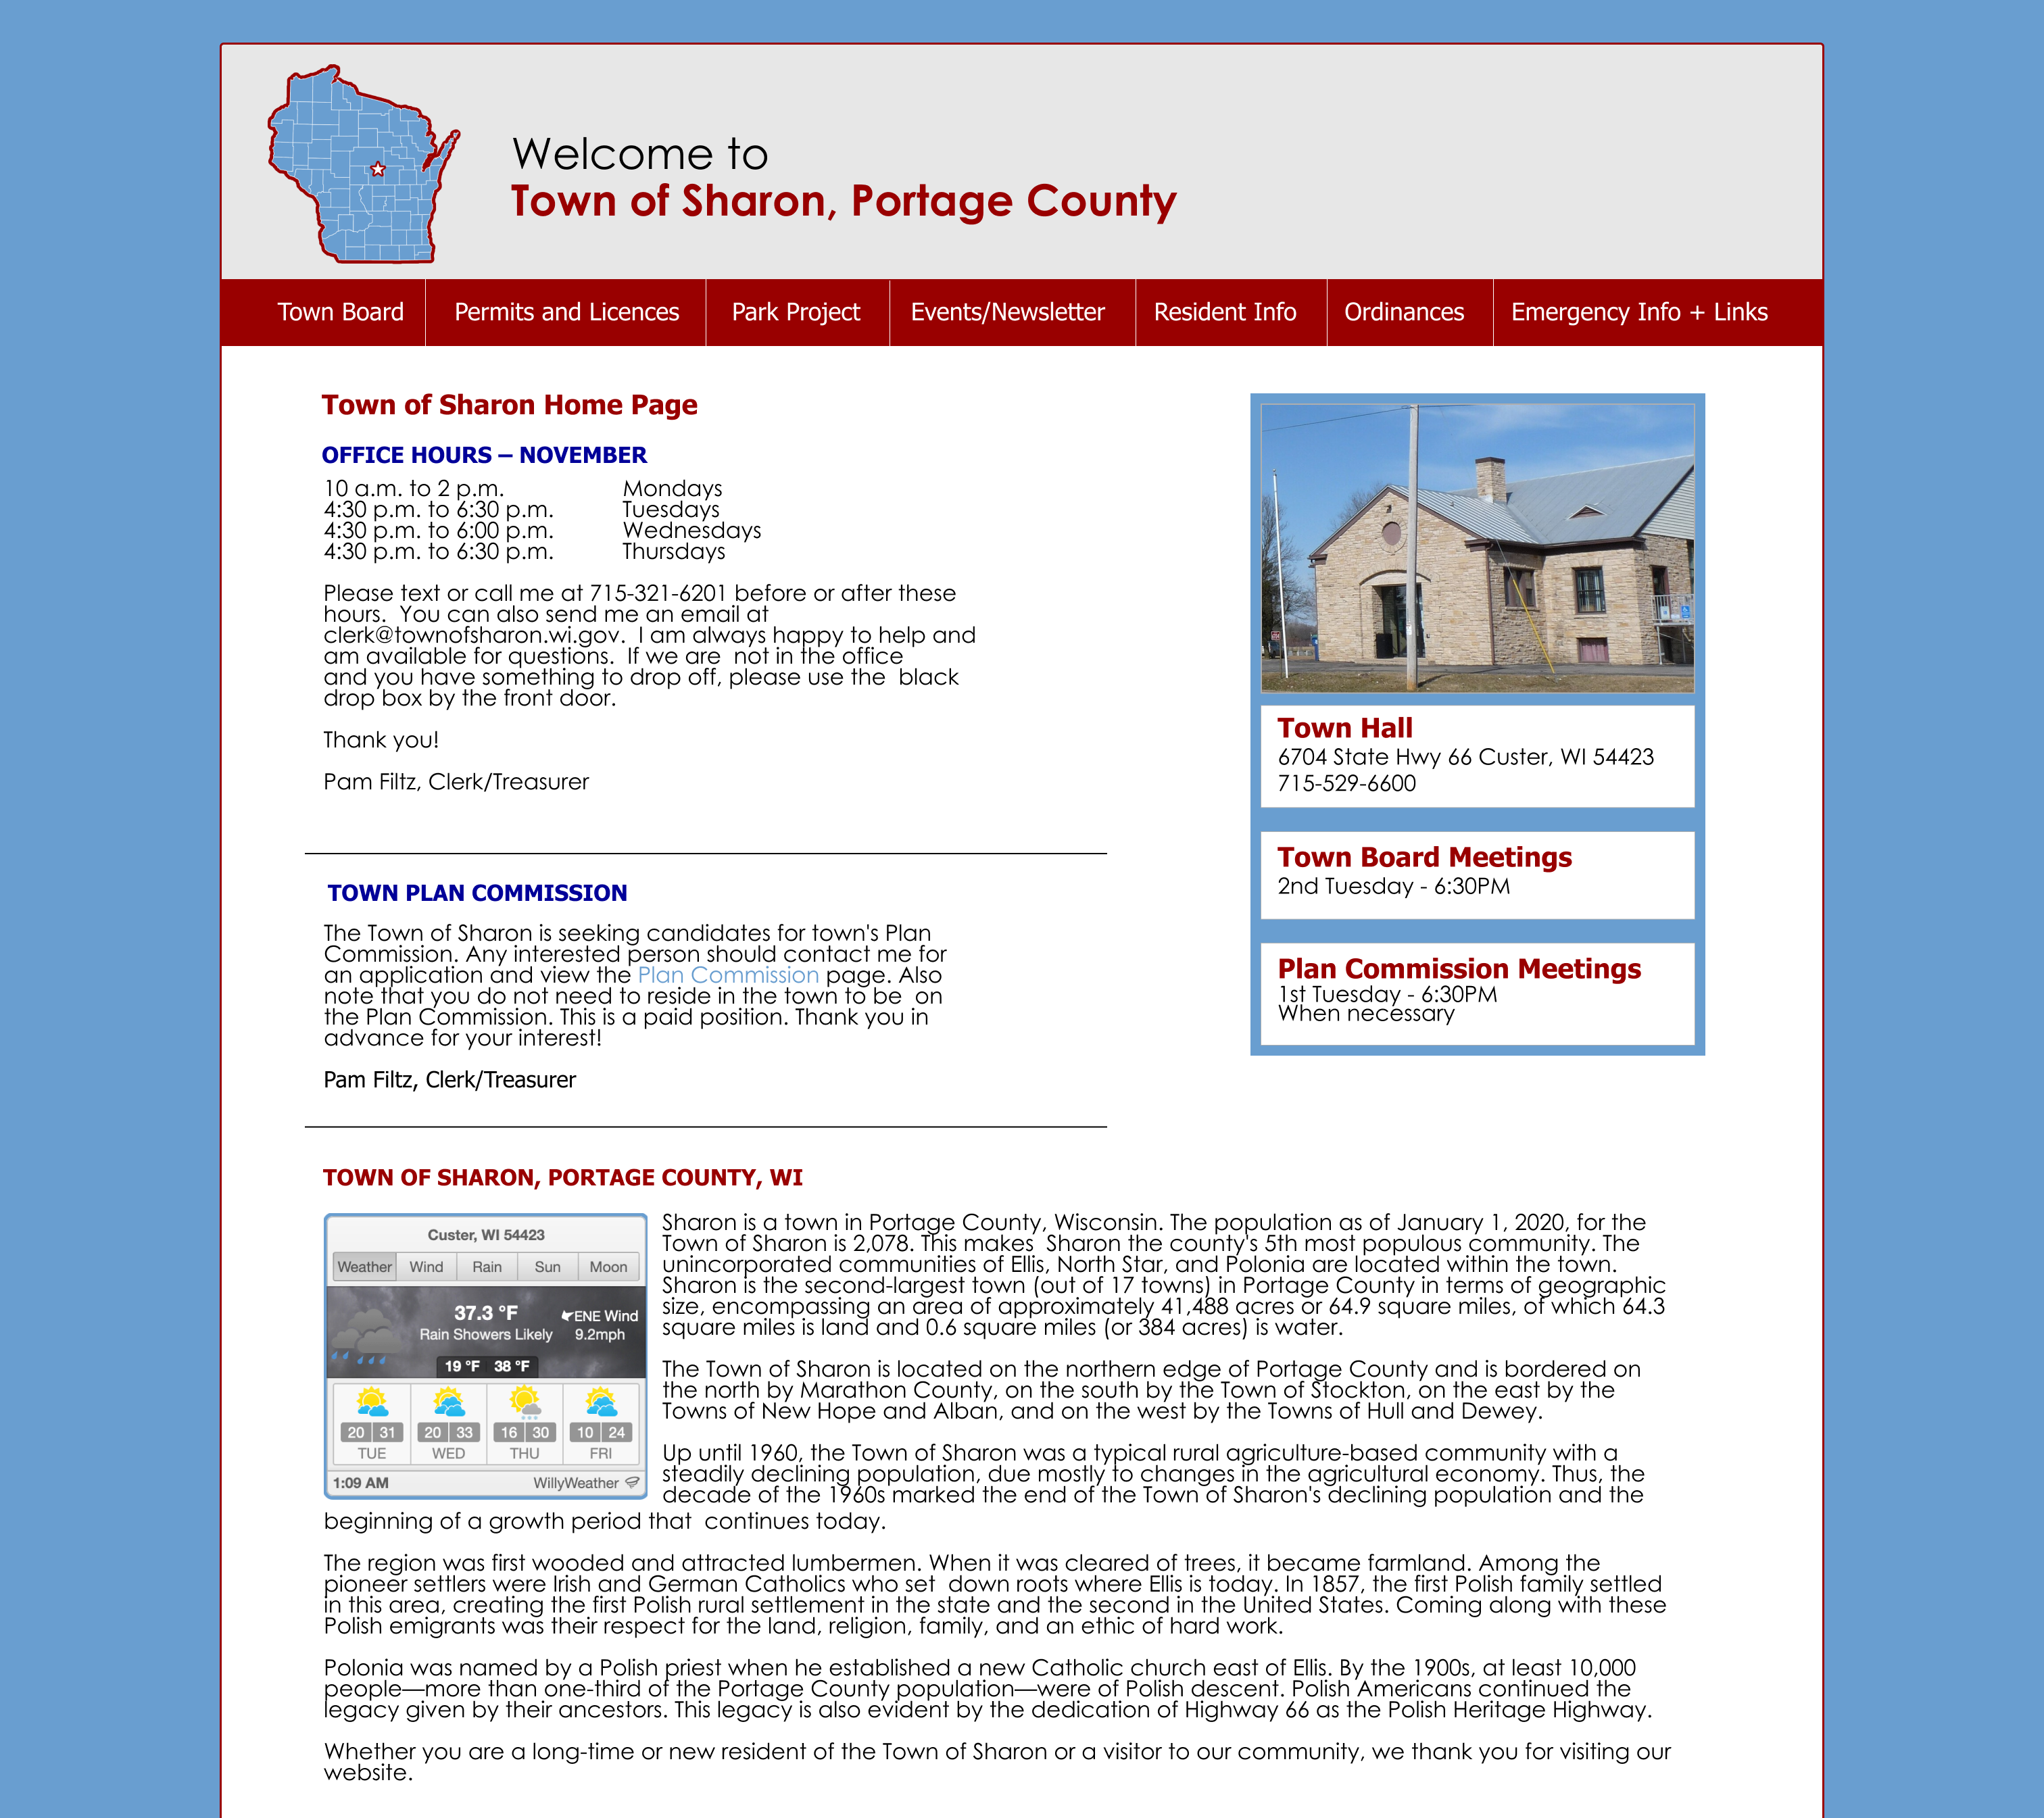 Welcome to
Town of Sharon, Portage County
Town Board
Permits and Licences
Park Project
Events/Newsletter
Resident Info
Ordinances
Emergency Info + Links
Town of Sharon Home Page
OFFICE HOURS – NOVEMBER
10 a.m. to 2 p.m. Mondays
4:30 p.m. to 6:30 p.m. Tuesdays
4:30 p.m. to 6:00 p.m. Wednesdays
4:30 p.m. to 6:30 p.m. Thursdays
Please text or call me at 715-321-6201 before or after these
hours. You can also send me an email at
clerk@townofsharon.wi.gov. I am always happy to help and
am available for questions. If we are not in the office
and you have something to drop off, please use the black
drop box by the front door.
Thank you!
Pam Filtz, Clerk/Treasurer
TOWN PLAN COMMISSION
The Town of Sharon is seeking candidates for town's Plan
Commission. Any interested person should contact me for
an application and view the Plan Commission page. Also
note that you do not need to reside in the town to be on
the Plan Commission. This is a paid position. Thank you in
advance for your interest!
Pam Filtz, Clerk/Treasurer
Town Hall
6704 State Hwy 66 Custer, WI 54423
715-529-6600
Town Board Meetings
2nd Tuesday - 6:30PM
Plan Commission Meetings
1st Tuesday - 6:30PM
When necessary
TOWN OF SHARON, PORTAGE COUNTY, WI
Custer, WI 54423
Weather Wind Rain Sun Moon
37.3 °F
Rain Showers Likely
ENE Wind
9.2mph
19 °F 38 °F
20 31 20 33 16 30 10 24
TUE WED THU FRI
1:09 AM WillyWeather
Sharon is a town in Portage County, Wisconsin. The population as of January 1, 2020, for the
Town of Sharon is 2,078. This makes Sharon the county's 5th most populous community. The
unincorporated communities of Ellis, North Star, and Polonia are located within the town.
Sharon is the second-largest town (out of 17 towns) in Portage County in terms of geographic
size, encompassing an area of approximately 41,488 acres or 64.9 square miles, of which 64.3
square miles is land and 0.6 square miles (or 384 acres) is water.
The Town of Sharon is located on the northern edge of Portage County and is bordered on
the north by Marathon County, on the south by the Town of Stockton, on the east by the
Towns of New Hope and Alban, and on the west by the Towns of Hull and Dewey.
Up until 1960, the Town of Sharon was a typical rural agriculture-based community with a
steadily declining population, due mostly to changes in the agricultural economy. Thus, the
decade of the 1960s marked the end of the Town of Sharon's declining population and the
beginning of a growth period that continues today.
The region was first wooded and attracted lumbermen. When it was cleared of trees, it became farmland. Among the
pioneer settlers were Irish and German Catholics who set down roots where Ellis is today. In 1857, the first Polish family settled
in this area, creating the first Polish rural settlement in the state and the second in the United States. Coming along with these
Polish emigrants was their respect for the land, religion, family, and an ethic of hard work.
Polonia was named by a Polish priest when he established a new Catholic church east of Ellis. By the 1900s, at least 10,000
people—more than one-third of the Portage County population—were of Polish descent. Polish Americans continued the
legacy given by their ancestors. This legacy is also evident by the dedication of Highway 66 as the Polish Heritage Highway.
Whether you are a long-time or new resident of the Town of Sharon or a visitor to our community, we thank you for visiting our
website.